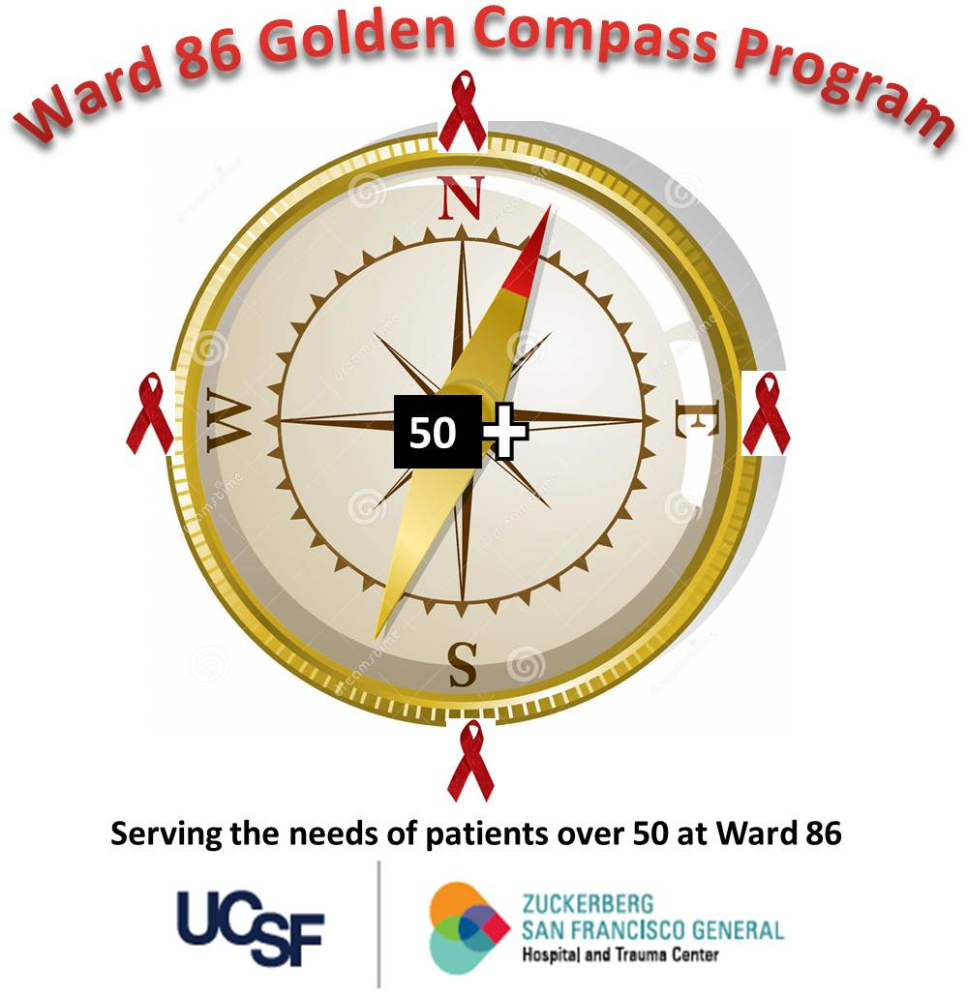 Ward 86 Golden Compass Program
N
W
E
50 +
S
dreamstime
Serving the needs of patients over 50 at Ward 86
UCSF
ZUCKERBERG
SAN FRANCISCO GENERAL
Hospital and Trauma Center